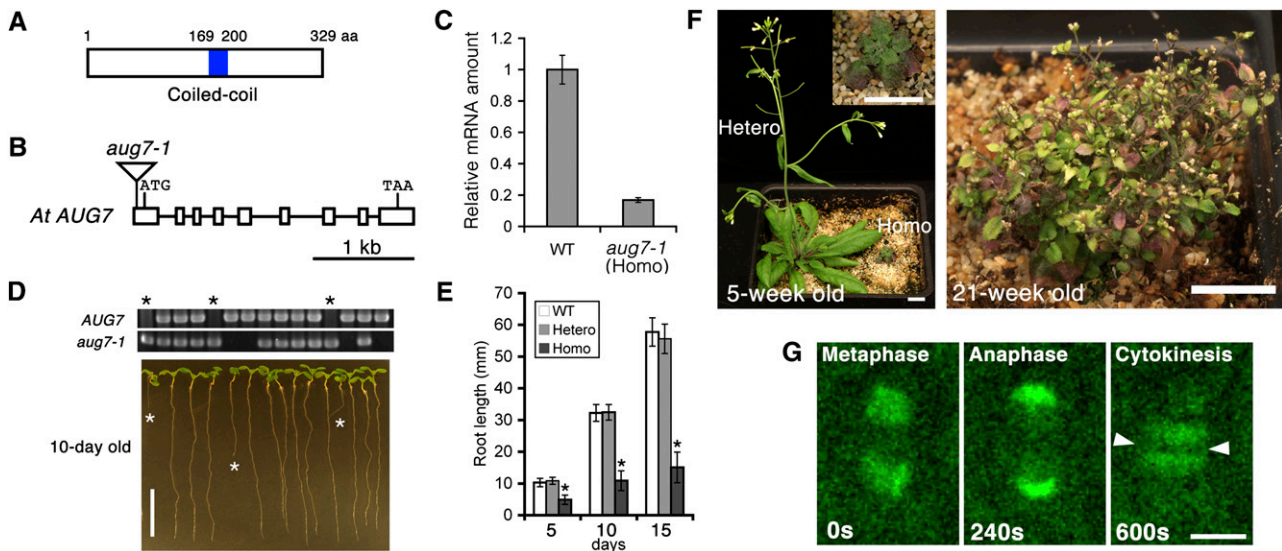 A
1 169 200 329 aa
Coiled-coil
B
aug7-1
ATG TAA
At AUG7
1 kb
C
Relative mRNA amount
1.2
1
0.8
0.6
0.4
0.2
0
WT aug7-1
(Homo)
D
* * *
AUG7
aug7-1
10-day old
*
*
*
E
Root length (mm)
70
60
50
40
30
20
10
0
WT
Hetero
Homo
* * *
5 10 15
days
F
Hetero
Homo
5-week old
21-week old
G
Metaphase Anaphase Cytokinesis
0s 240s 600s